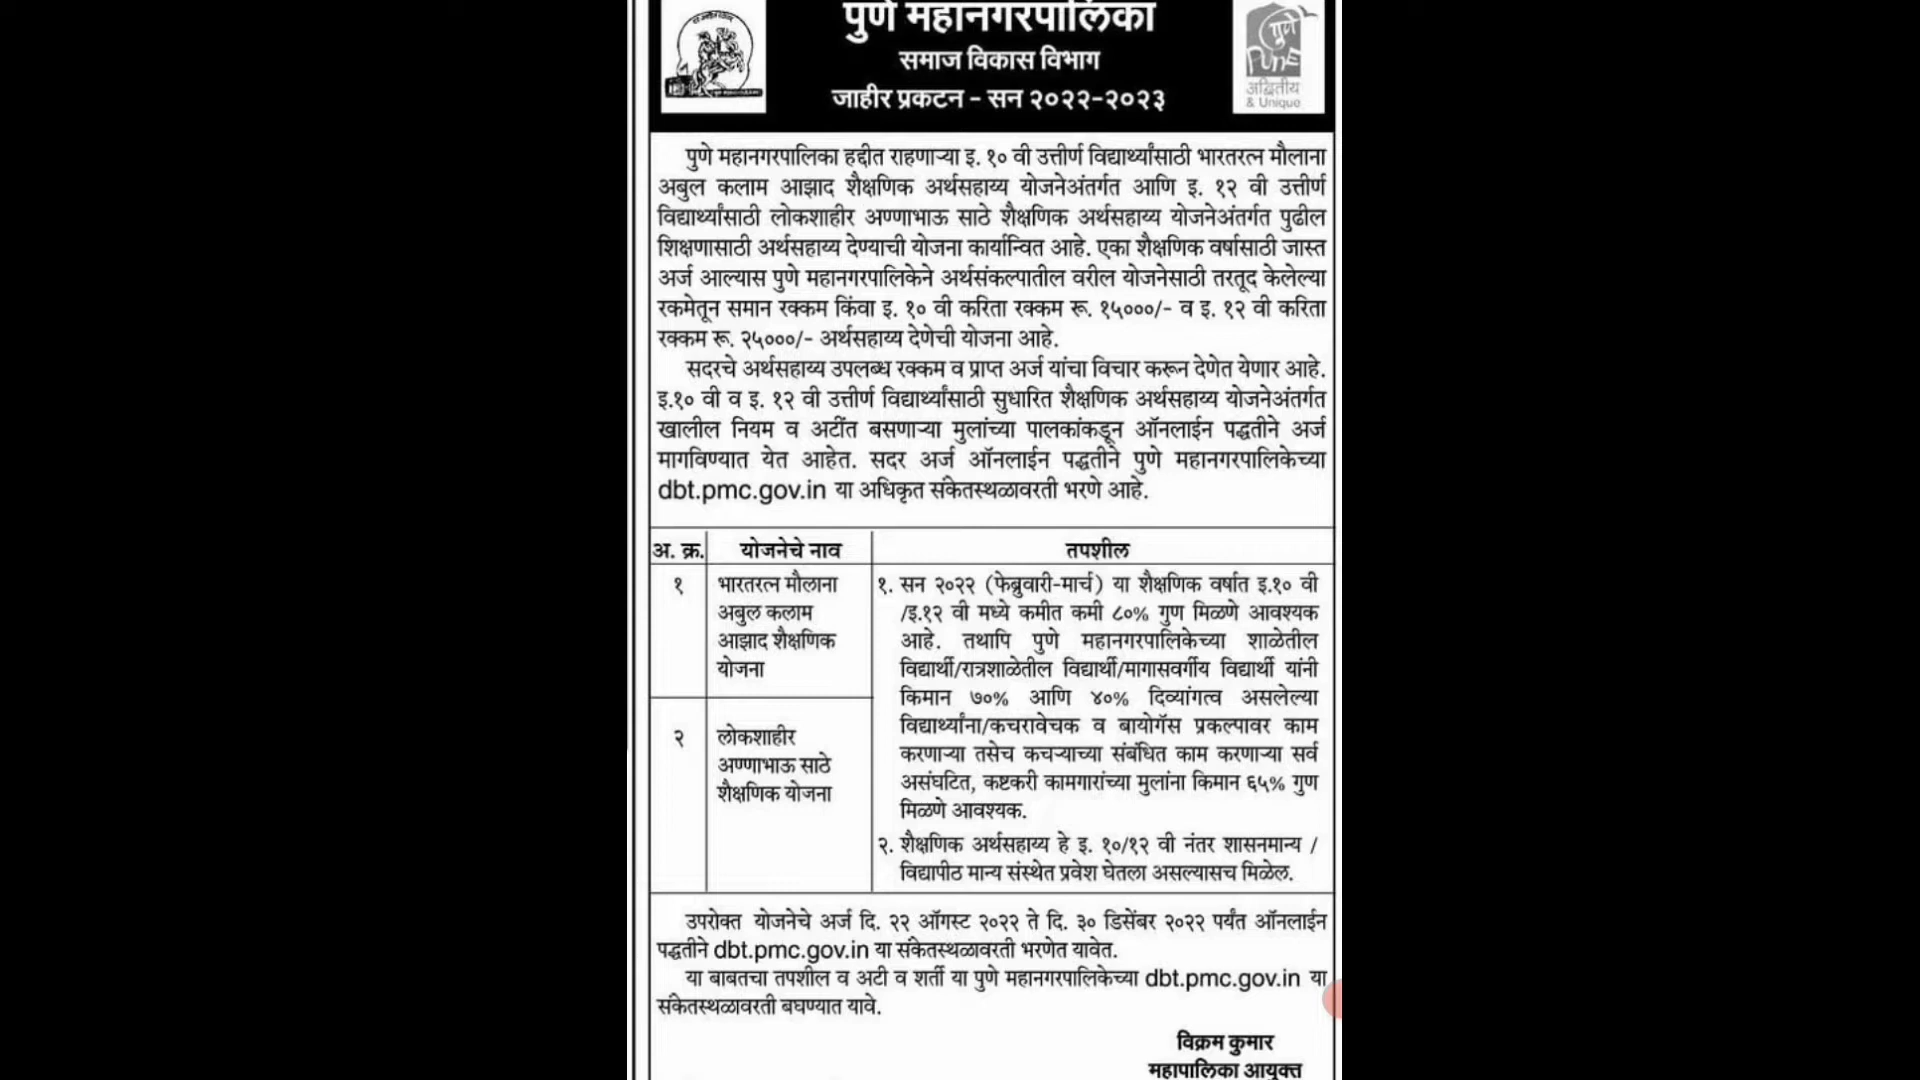 पुणे महानगरपालिका
समाज विकास विभाग
जाहीर प्रकटन - सन २०२२-२०२३
पुणे
PUNE
अद्वितीय
& Unique
पुणे महानगरपालिका हद्दीत राहणाऱ्या इ. १० वी उत्तीर्ण विद्यार्थ्यांसाठी भारतरत्न मौलाना
अबुल कलाम आझाद शैक्षणिक अर्थसहाय्य योजनेअंतर्गत आणि इ. १२ वी उत्तीर्ण
विद्यार्थ्यांसाठी लोकशाहीर अण्णाभाऊ साठे शैक्षणिक अर्थसहाय्य योजनेअंतर्गत पुढील
शिक्षणासाठी अर्थसहाय्य देण्याची योजना कार्यान्वित आहे. एका शैक्षणिक वर्षासाठी जास्त
अर्ज आल्यास पुणे महानगरपालिकेने अर्थसंकल्पातील वरील योजनेसाठी तरतूद केलेल्या
रकमेतून समान रक्कम किंवा इ. १० वी करिता रक्कम रू. १५०००/- व इ. १२ वी करिता
रक्कम रू. २५०००/- अर्थसहाय्य देणेची योजना आहे.
सदरचे अर्थसहाय्य उपलब्ध रक्कम व प्राप्त अर्ज यांचा विचार करून देणेत येणार आहे.
इ.१० वी व इ. १२ वी उत्तीर्ण विद्यार्थ्यांसाठी सुधारित शैक्षणिक अर्थसहाय्य योजनेअंतर्गत
खालील नियम व अटींत बसणाऱ्या मुलांच्या पालकांकडून ऑनलाईन पद्धतीने अर्ज
मागविण्यात येत आहेत. सदर अर्ज ऑनलाईन पद्धतीने पुणे महानगरपालिकेच्या
dbt.pmc.gov.in या अधिकृत संकेतस्थळावरती भरणे आहे.
अ. क्र. योजनेचे नाव तपशील
१ भारतरत्न मौलाना
अबुल कलाम
आझाद शैक्षणिक
योजना
२ लोकशाहीर
अण्णाभाऊ साठे
शैक्षणिक योजना
१. सन २०२२ (फेब्रुवारी-मार्च) या शैक्षणिक वर्षात इ.१० वी
/इ.१२ वी मध्ये कमीत कमी ८०% गुण मिळणे आवश्यक
आहे. तथापि पुणे महानगरपालिकेच्या शाळेतील
विद्यार्थी/रात्रशाळेतील विद्यार्थी/मागासवर्गीय विद्यार्थी यांनी
किमान ७०% आणि ४०% दिव्यांगत्व असलेल्या
विद्यार्थ्यांना/कचरावेचक व बायोगॅस प्रकल्पावर काम
करणाऱ्या तसेच कचऱ्याच्या संबंधित काम करणाऱ्या सर्व
असंघटित, कष्टकरी कामगारांच्या मुलांना किमान ६५% गुण
मिळणे आवश्यक.
२. शैक्षणिक अर्थसहाय्य हे इ. १०/१२ वी नंतर शासनमान्य /
विद्यापीठ मान्य संस्थेत प्रवेश घेतला असल्यासच मिळेल.
उपरोक्त योजनेचे अर्ज दि. २२ ऑगस्ट २०२२ ते दि. ३० डिसेंबर २०२२ पर्यंत ऑनलाईन
पद्धतीने dbt.pmc.gov.in या संकेतस्थळावरती भरणेत यावेत.
या बाबतचा तपशील व अटी व शर्ती या पुणे महानगरपालिकेच्या dbt.pmc.gov.in या
संकेतस्थळावरती बघण्यात यावे.
विक्रम कुमार
महापालिका आयुक्त